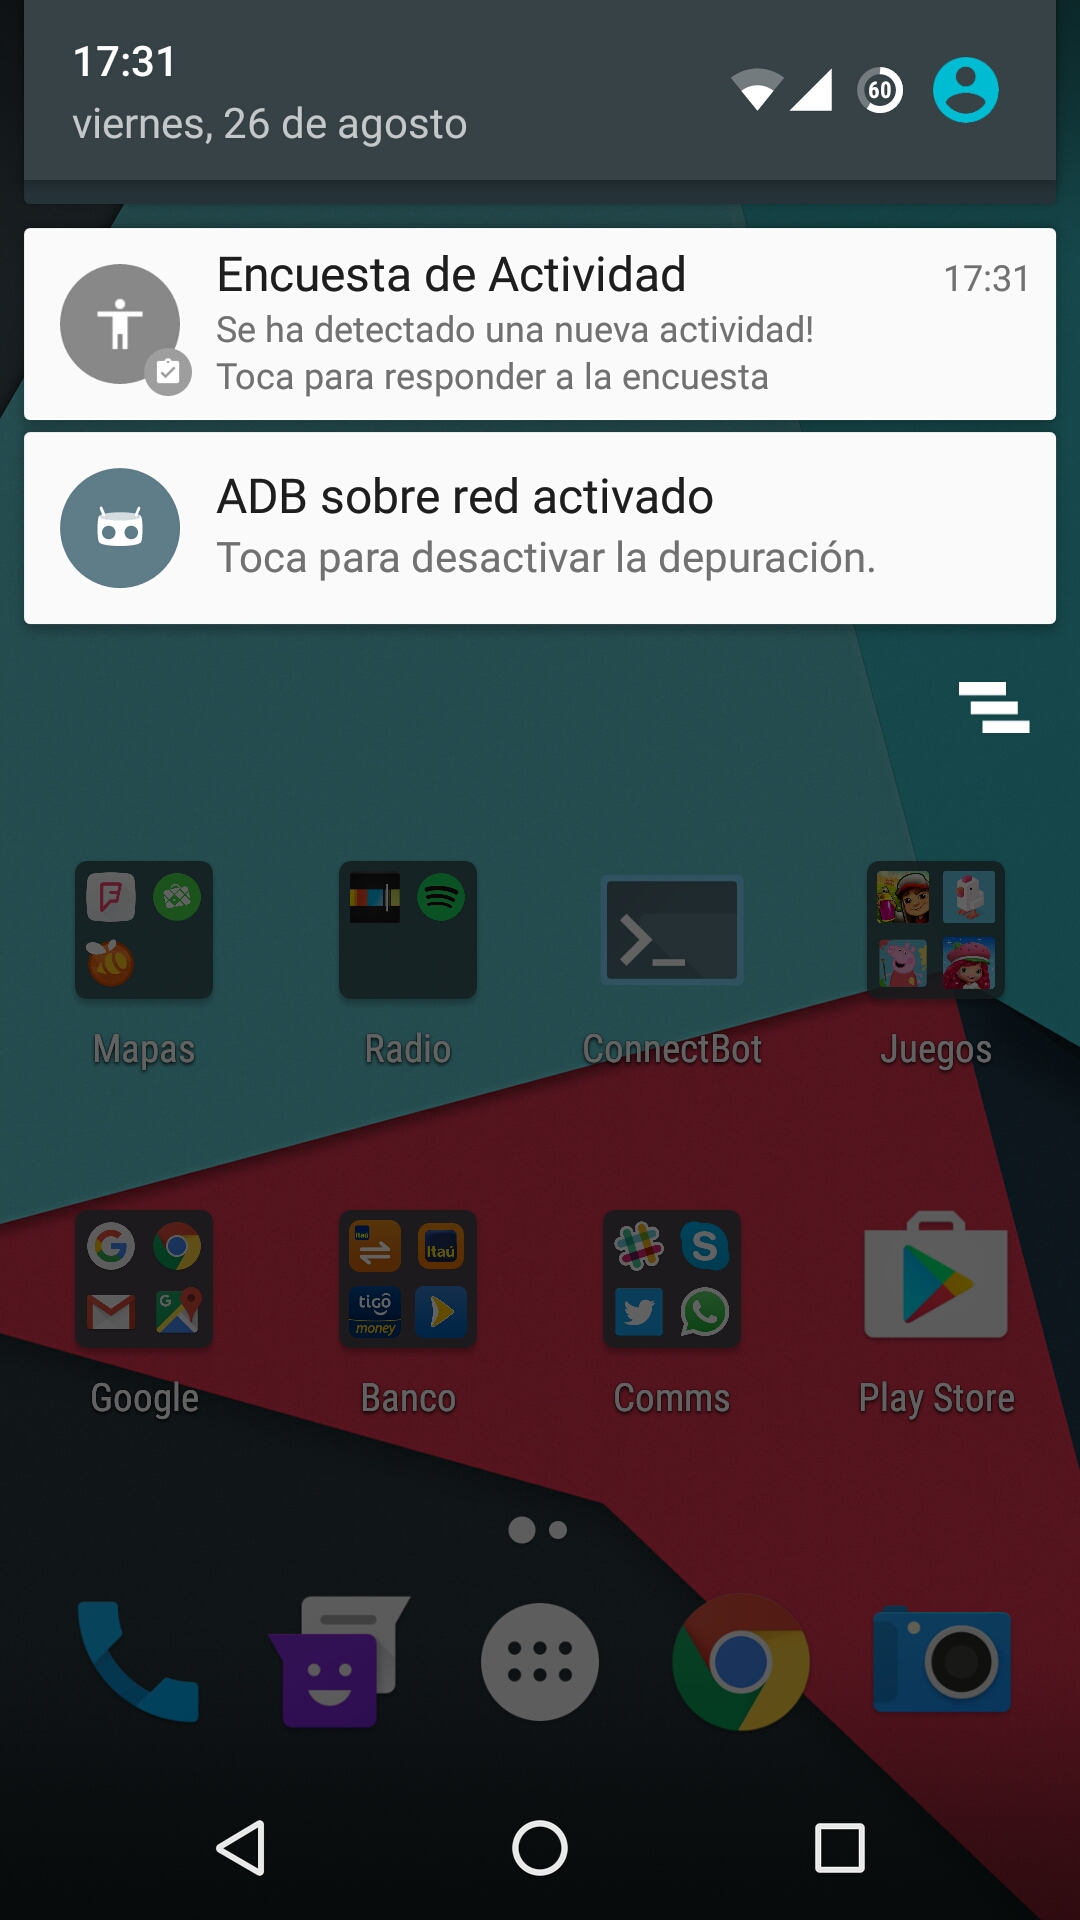 17:31
viernes, 26 de agosto
60
Encuesta de Actividad
17:31
Se ha detectado una nueva actividad!
Toca para responder a la encuesta
ADB sobre red activado
Toca para desactivar la depuración.
Mapas
Radio
ConnectBot
Juegos
Itaú
Itaú
tigo
money
Google
Banco
Comms
Play Store